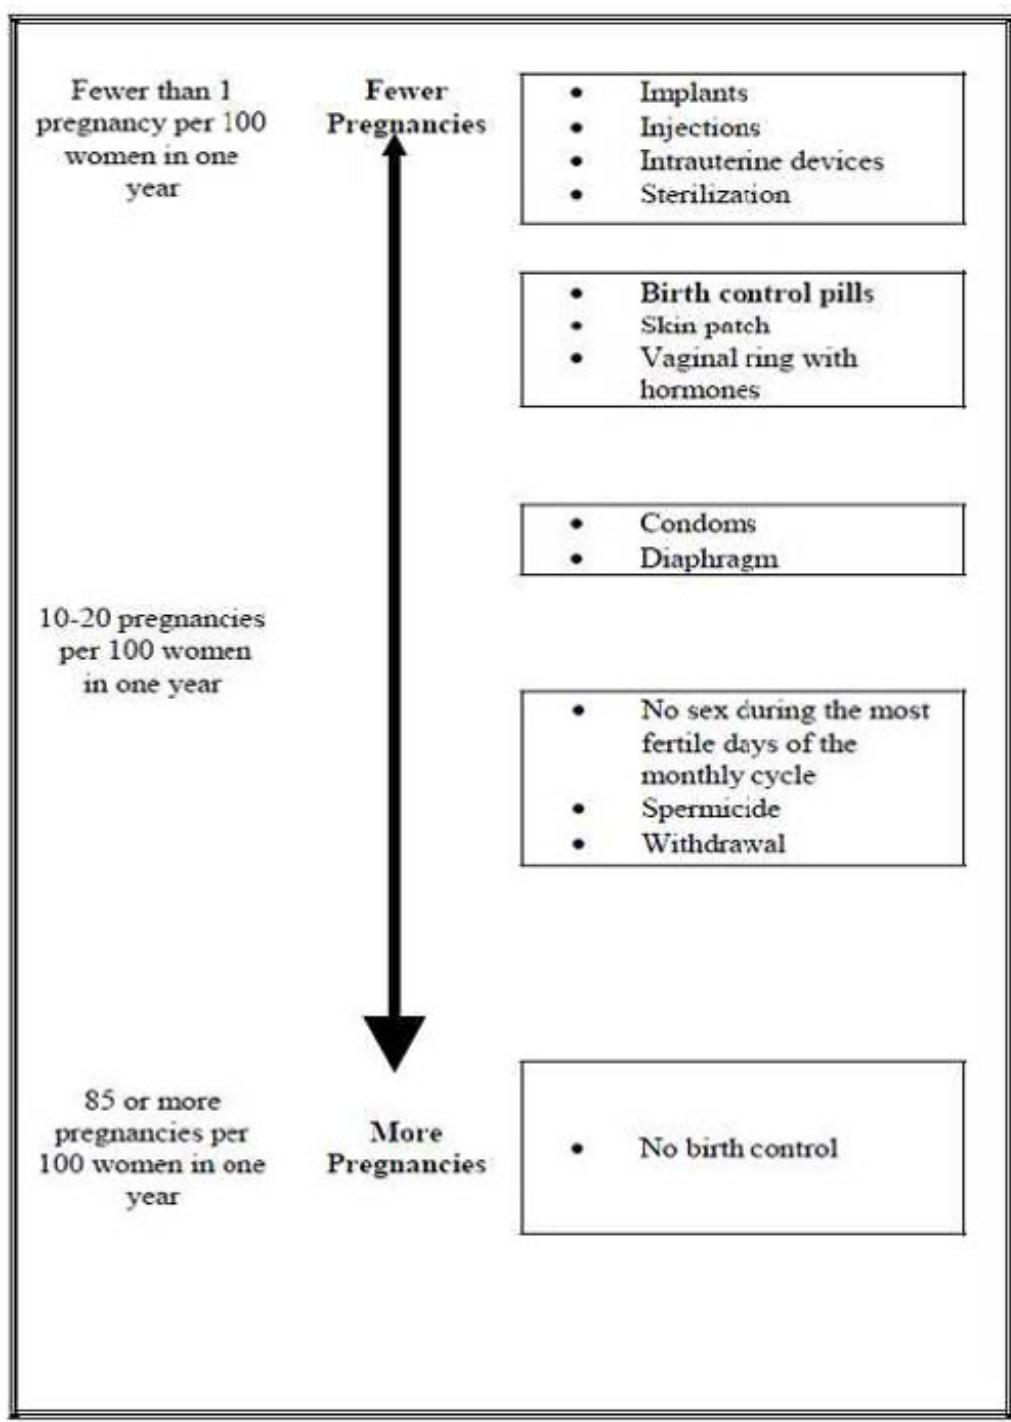 Fewer than 1
pregnancy per 100
women in one
year
Fewer
Pregnancies
• Implants
• Injections
• Intrauterine devices
• Sterilization
• Birth control pills
• Skin patch
• Vaginal ring with
hormones
• Condoms
• Diaphragm
10-20 pregnancies
per 100 women
in one year
• No sex during the most
fertile days of the
monthly cycle
• Spermicide
• Withdrawal
85 or more
pregnancies per
100 women in one
year
More
Pregnancies
• No birth control